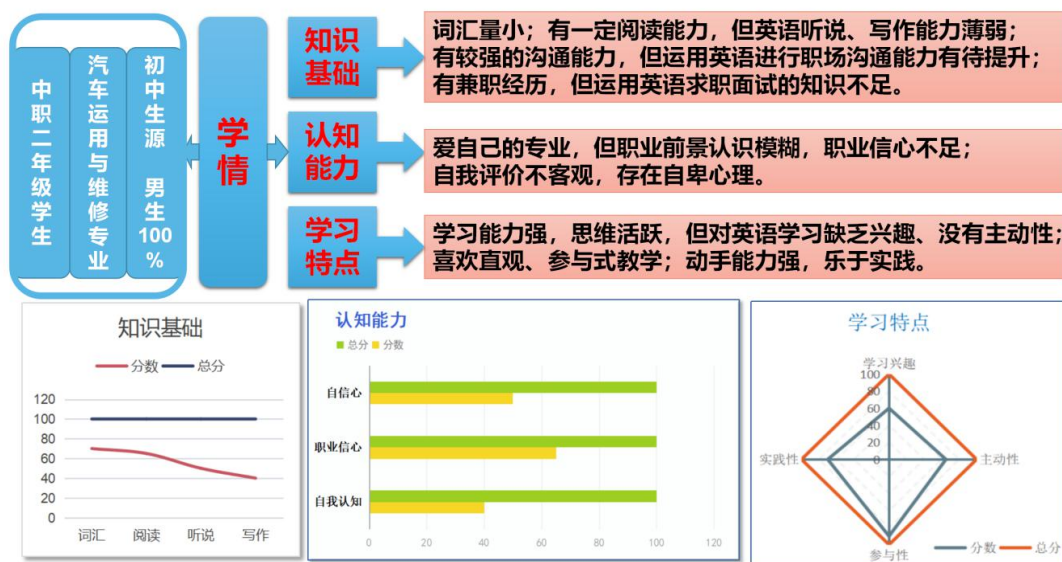 中职二年级学生
汽车运用与维修专业
初中生源 男生100%
学情
知识
基础
词汇量小；有一定阅读能力，但英语听说、写作能力薄弱；
有较强的沟通能力，但运用英语进行职场沟通能力有待提升；
有兼职经历，但运用英语求职面试的知识不足。
认知
能力
爱自己的专业，但职业前景认识模糊，职业信心不足；
自我评价不客观，存在自卑心理。
学习
特点
学习能力强，思维活跃，但对英语学习缺乏兴趣、没有主动性；
喜欢直观、参与式教学；动手能力强，乐于实践。
知识基础
分数 总分
120
100
80
60
40
20
0
词汇 阅读 听说 写作
认知能力
总分 分数
自信心
职业信心
自我认知
0 20 40 60 80 100 120
学习特点
学习兴趣
100
80
60
40
20
0
实践性
主动性
参与性
分数 总分